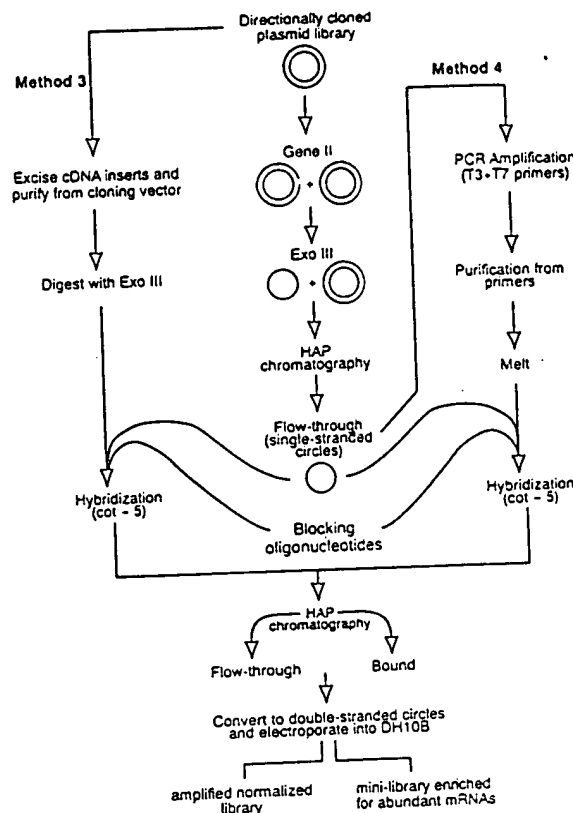 Directionally cloned
plasmid library
Method 3
Method 4
Gene II
+
Excise cDNA inserts and
purify from cloning vector
PCR Amplification
(T3+T7 primers)
Exo III
+
Digest with Exo III
Purification from
primers
HAP
chromatography
Melt
Flow-through
(single-stranded
circles)
Hybridization
(cot - 5)
Hybridization
(cot - 5)
Blocking
oligonucleotides
HAP
chromatography
Flow-through
Bound
Convert to double-stranded circles
and electroporate into DH10B
amplified normalized
library
mini-library enriched
for abundant mRNAs